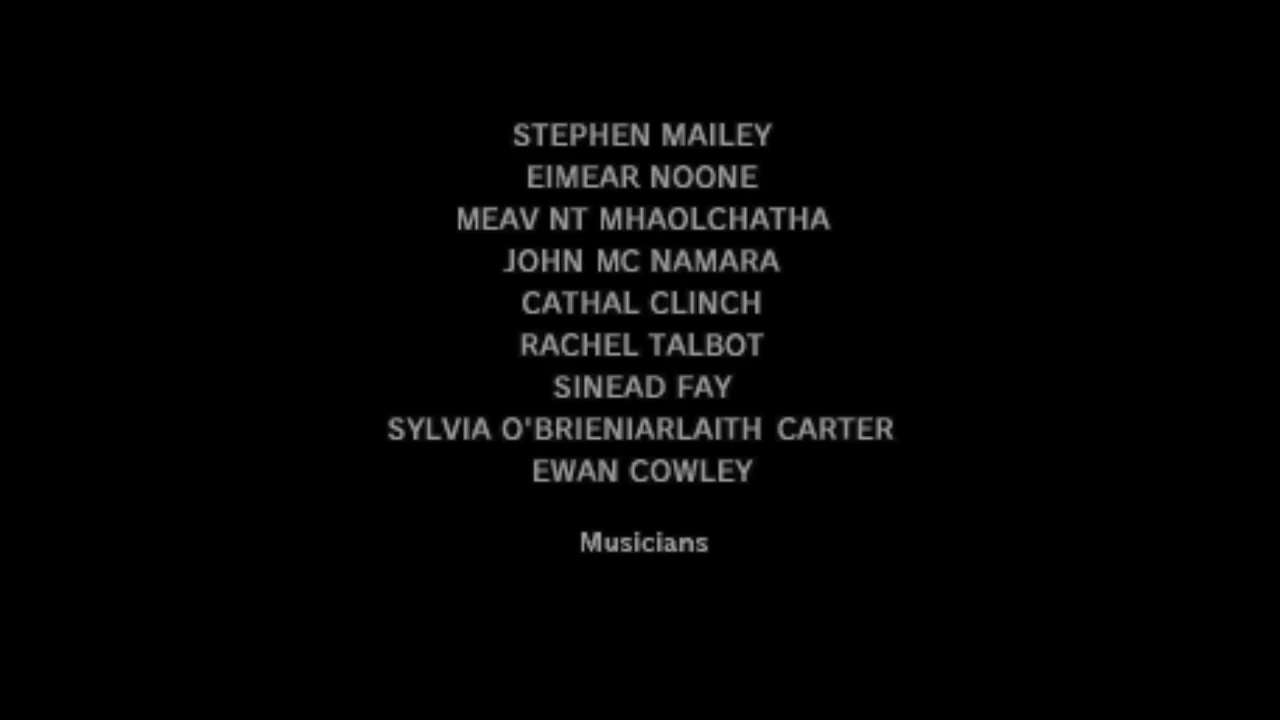 STEPHEN MAILEY
EIMEAR NOONE
MEAV NT MHAOLCHATHA
JOHN MC NAMARA
CATHAL CLINCH
RACHEL TALBOT
SINEAD FAY
SYLVIA O'BRIENIARLAITH CARTER
EWAN COWLEY
Musicians